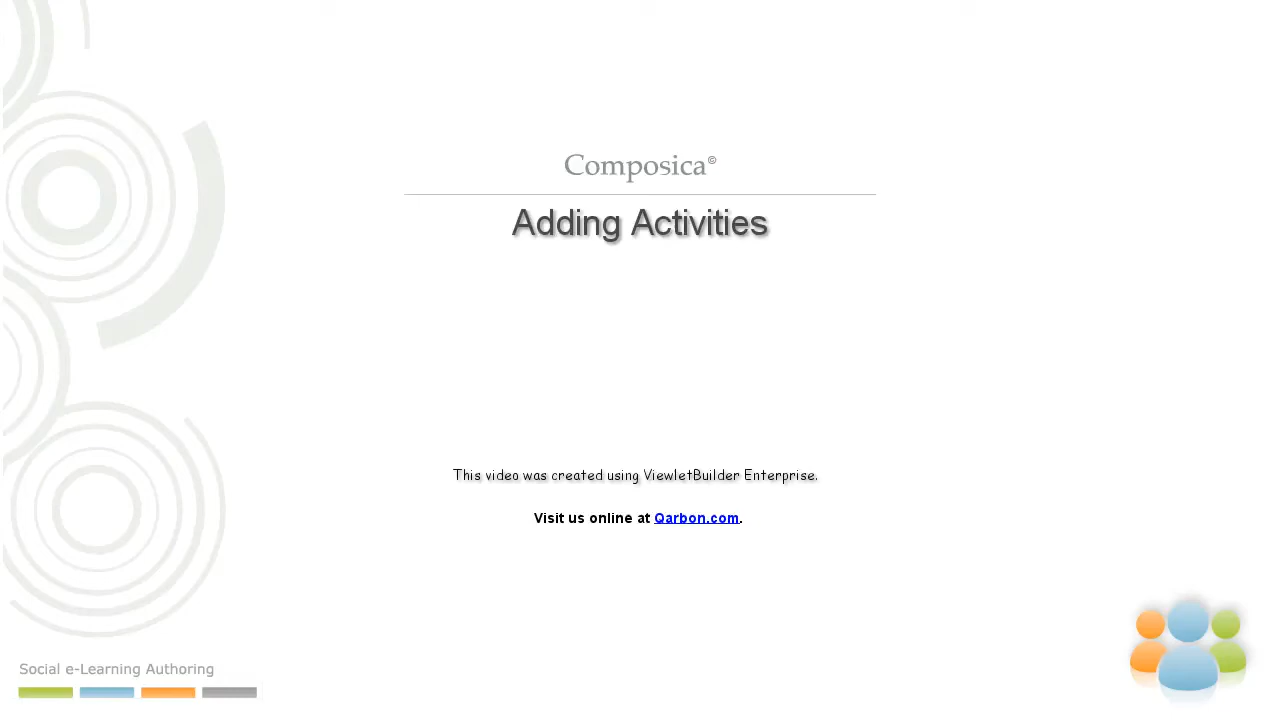 Composica©
Adding Activities
This video was created using ViewletBuilder Enterprise.
Visit us online at Qarbon.com.
Social e-Learning Authoring